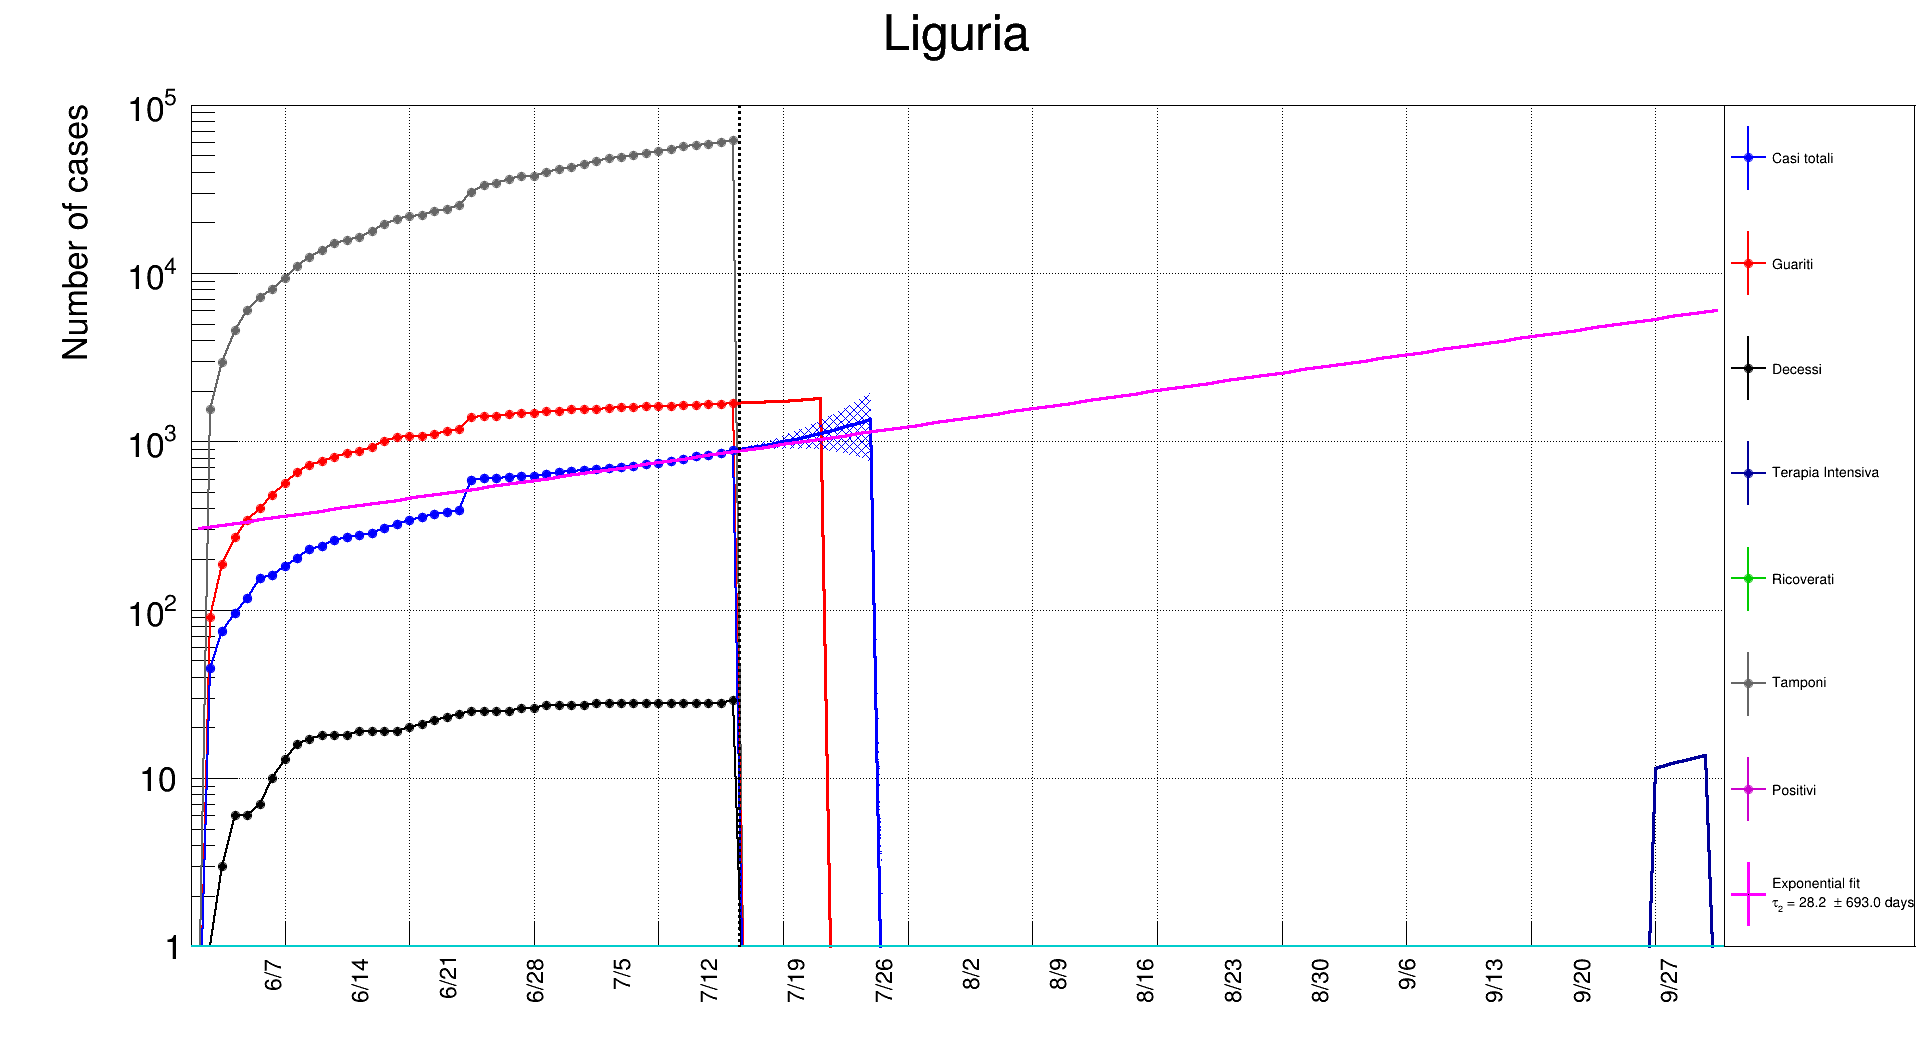 Liguria
Number of cases
10^5
10^4
10^3
10^2
10
1
6/7
6/14
6/21
6/28
7/5
7/12
7/19
7/26
8/2
8/9
8/16
8/23
8/30
9/6
9/13
9/20
9/27
Casi totali
Guariti
Decessi
Terapia Intensiva
Ricoverati
Tamponi
Positivi
Exponential fit
τ_2 = 28.2 ± 693.0 days